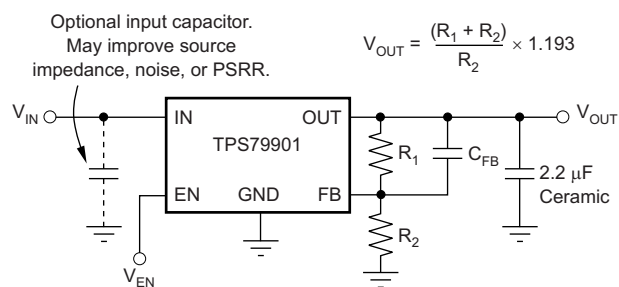 Optional input capacitor.
May improve source
impedance, noise, or PSRR.
V_OUT = (R_1 + R_2) / R_2 × 1.193
V_IN
IN
OUT
V_OUT
TPS79901
R_1
C_FB
2.2 μF
Ceramic
EN
GND
FB
R_2
V_EN